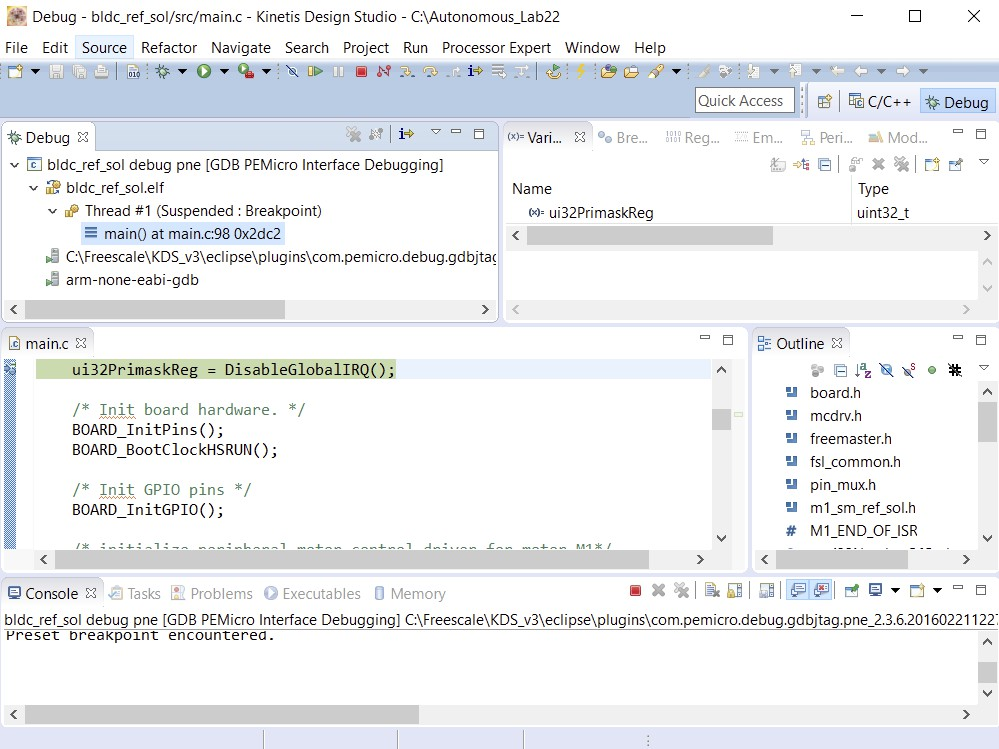 Debug - bldc_ref_sol/src/main.c - Kinetis Design Studio - C:\Autonomous_Lab22
File Edit Source Refactor Navigate Search Project Run Processor Expert Window Help
010
Quick Access C/C++ Debug
Debug
bldc_ref_sol debug pne [GDB PEMicro Interface Debugging]
bldc_ref_sol.elf
Thread #1 (Suspended : Breakpoint)
main() at main.c:98 0x2dc2
C:\Freescale\KDS_v3\eclipse\plugins\com.pemicro.debug.gdbjtag
arm-none-eabi-gdb
(x)= Vari... Bre... 1010 0101 Reg... Em... Peri... Mod...
Name Type
(x)= ui32PrimaskReg uint32_t
main.c
ui32PrimaskReg = DisableGlobalIRQ();
/* Init board hardware. */
BOARD_InitPins();
BOARD_BootClockHSRUN();
/* Init GPIO pins */
BOARD_InitGPIO();
/* initialize peripheral motor control driver for motor M1*/
Outline
board.h
mcdrv.h
freemaster.h
fsl_common.h
pin_mux.h
m1_sm_ref_sol.h
# M1_END_OF_ISR
Console Tasks Problems Executables Memory
bldc_ref_sol debug pne [GDB PEMicro Interface Debugging] C:\Freescale\KDS_v3\eclipse\plugins\com.pemicro.debug.gdbjtag.pne_2.3.6.201602211227
Preset breakpoint encountered.